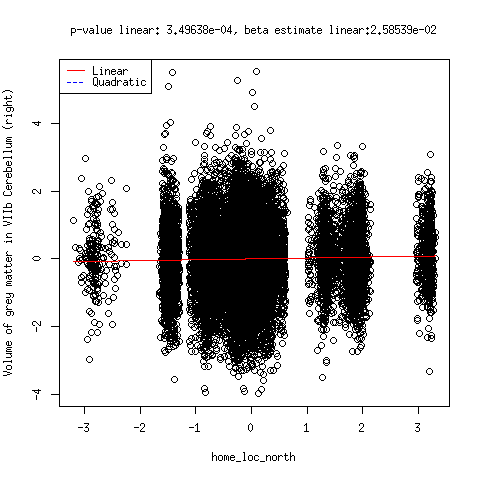 p-value linear: 3.49638e-04, beta estimate linear:2.58539e-02
Linear
Quadratic
Volume of grey matter in VIIb Cerebellum (right)
4
2
0
-2
-4
-3 -2 -1 0 1 2 3
home_loc_north